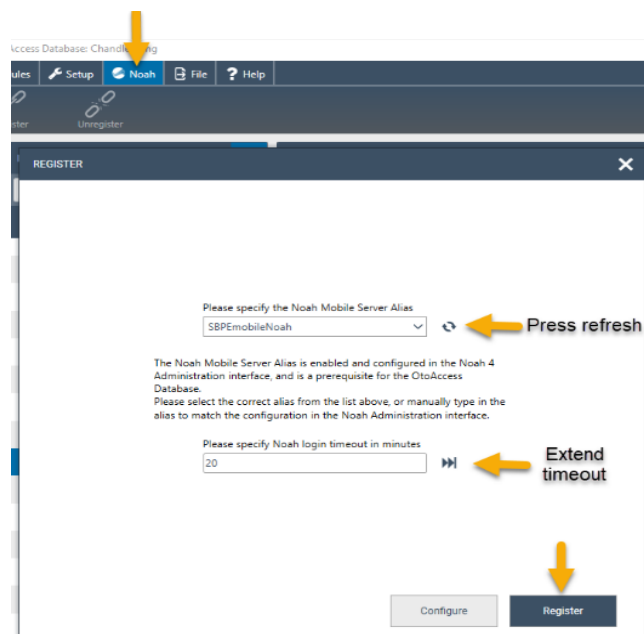 Access Database: Chandle
Setup
Noah
File
? Help
Unregister
REGISTER
Please specify the Noah Mobile Server Alias
SBPEmobileNoah
Press refresh
The Noah Mobile Server Alias is enabled and configured in the Noah 4
Administration interface, and is a prerequisite for the OtoAccess
Database.
Please select the correct alias from the list above, or manually type in the
alias to match the configuration in the Noah Administration interface.
Please specify Noah login timeout in minutes
20
Extend
timeout
Configure
Register